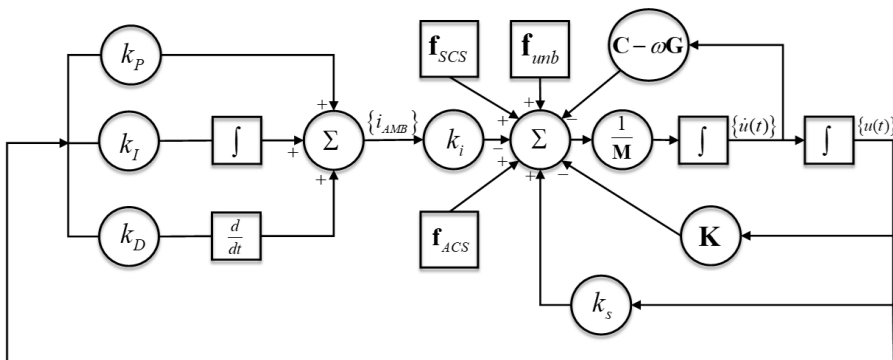 k_P
f_SCS
f_unb
C − ωG
+
+
+
−
{i_AMB}
+
{u̇(t)}
{u(t)}
k_I
∫
+
Σ
k_i
−
Σ
1/M
∫
∫
+
+
+
−
k_D
d/dt
f_ACS
K
k_s